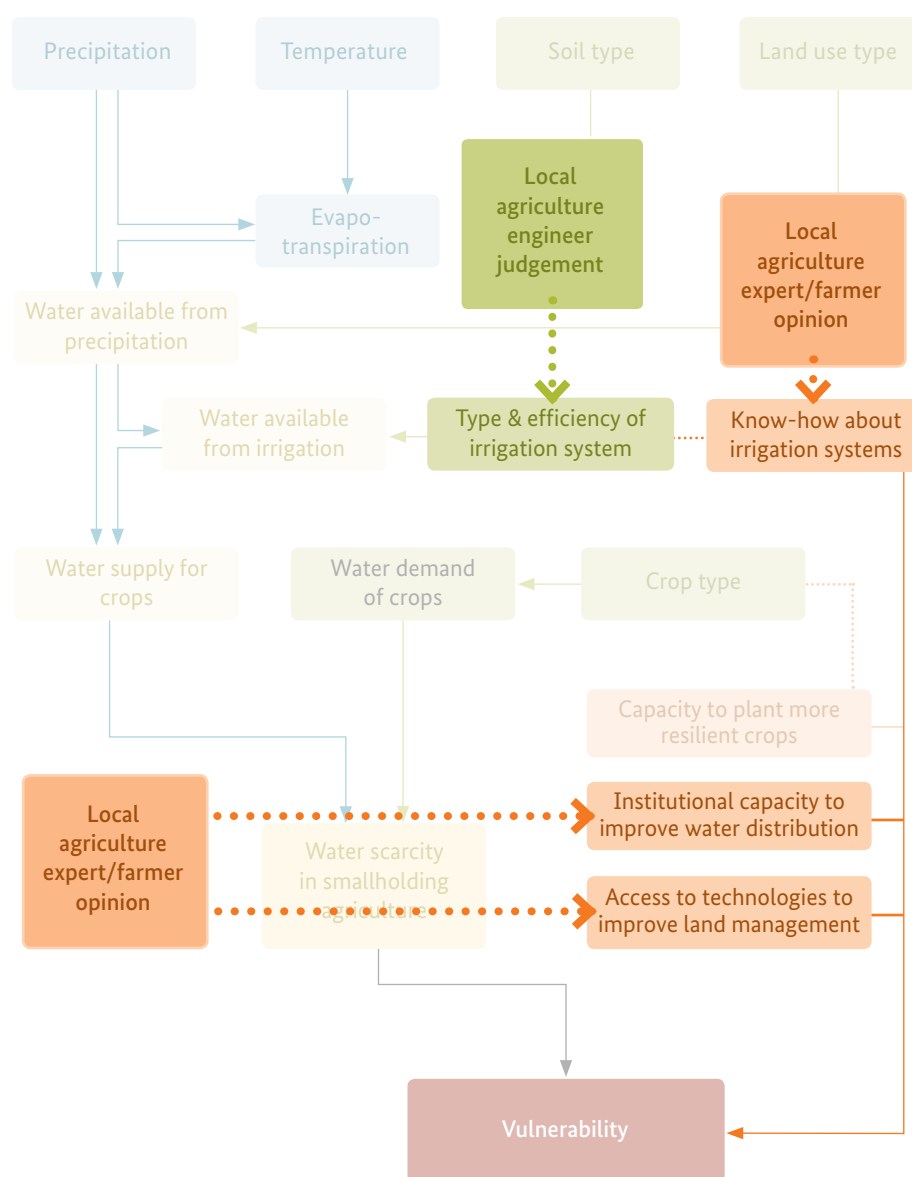 Precipitation
Temperature
Soil type
Land use type
Local
agriculture
engineer
judgement
Evapo-
transpiration
Local
agriculture
expert/farmer
opinion
Water available from
precipitation
Water available
from irrigation
Type & efficiency of
irrigation system
Know-how about
irrigation systems
Water supply for
crops
Water demand
of crops
Crop type
Capacity to plant more
resilient crops
Local
agriculture
expert/farmer
opinion
Water scarcity
in smallholding
agriculture
Institutional capacity to
improve water distribution
Access to technologies to
improve land management
Vulnerability